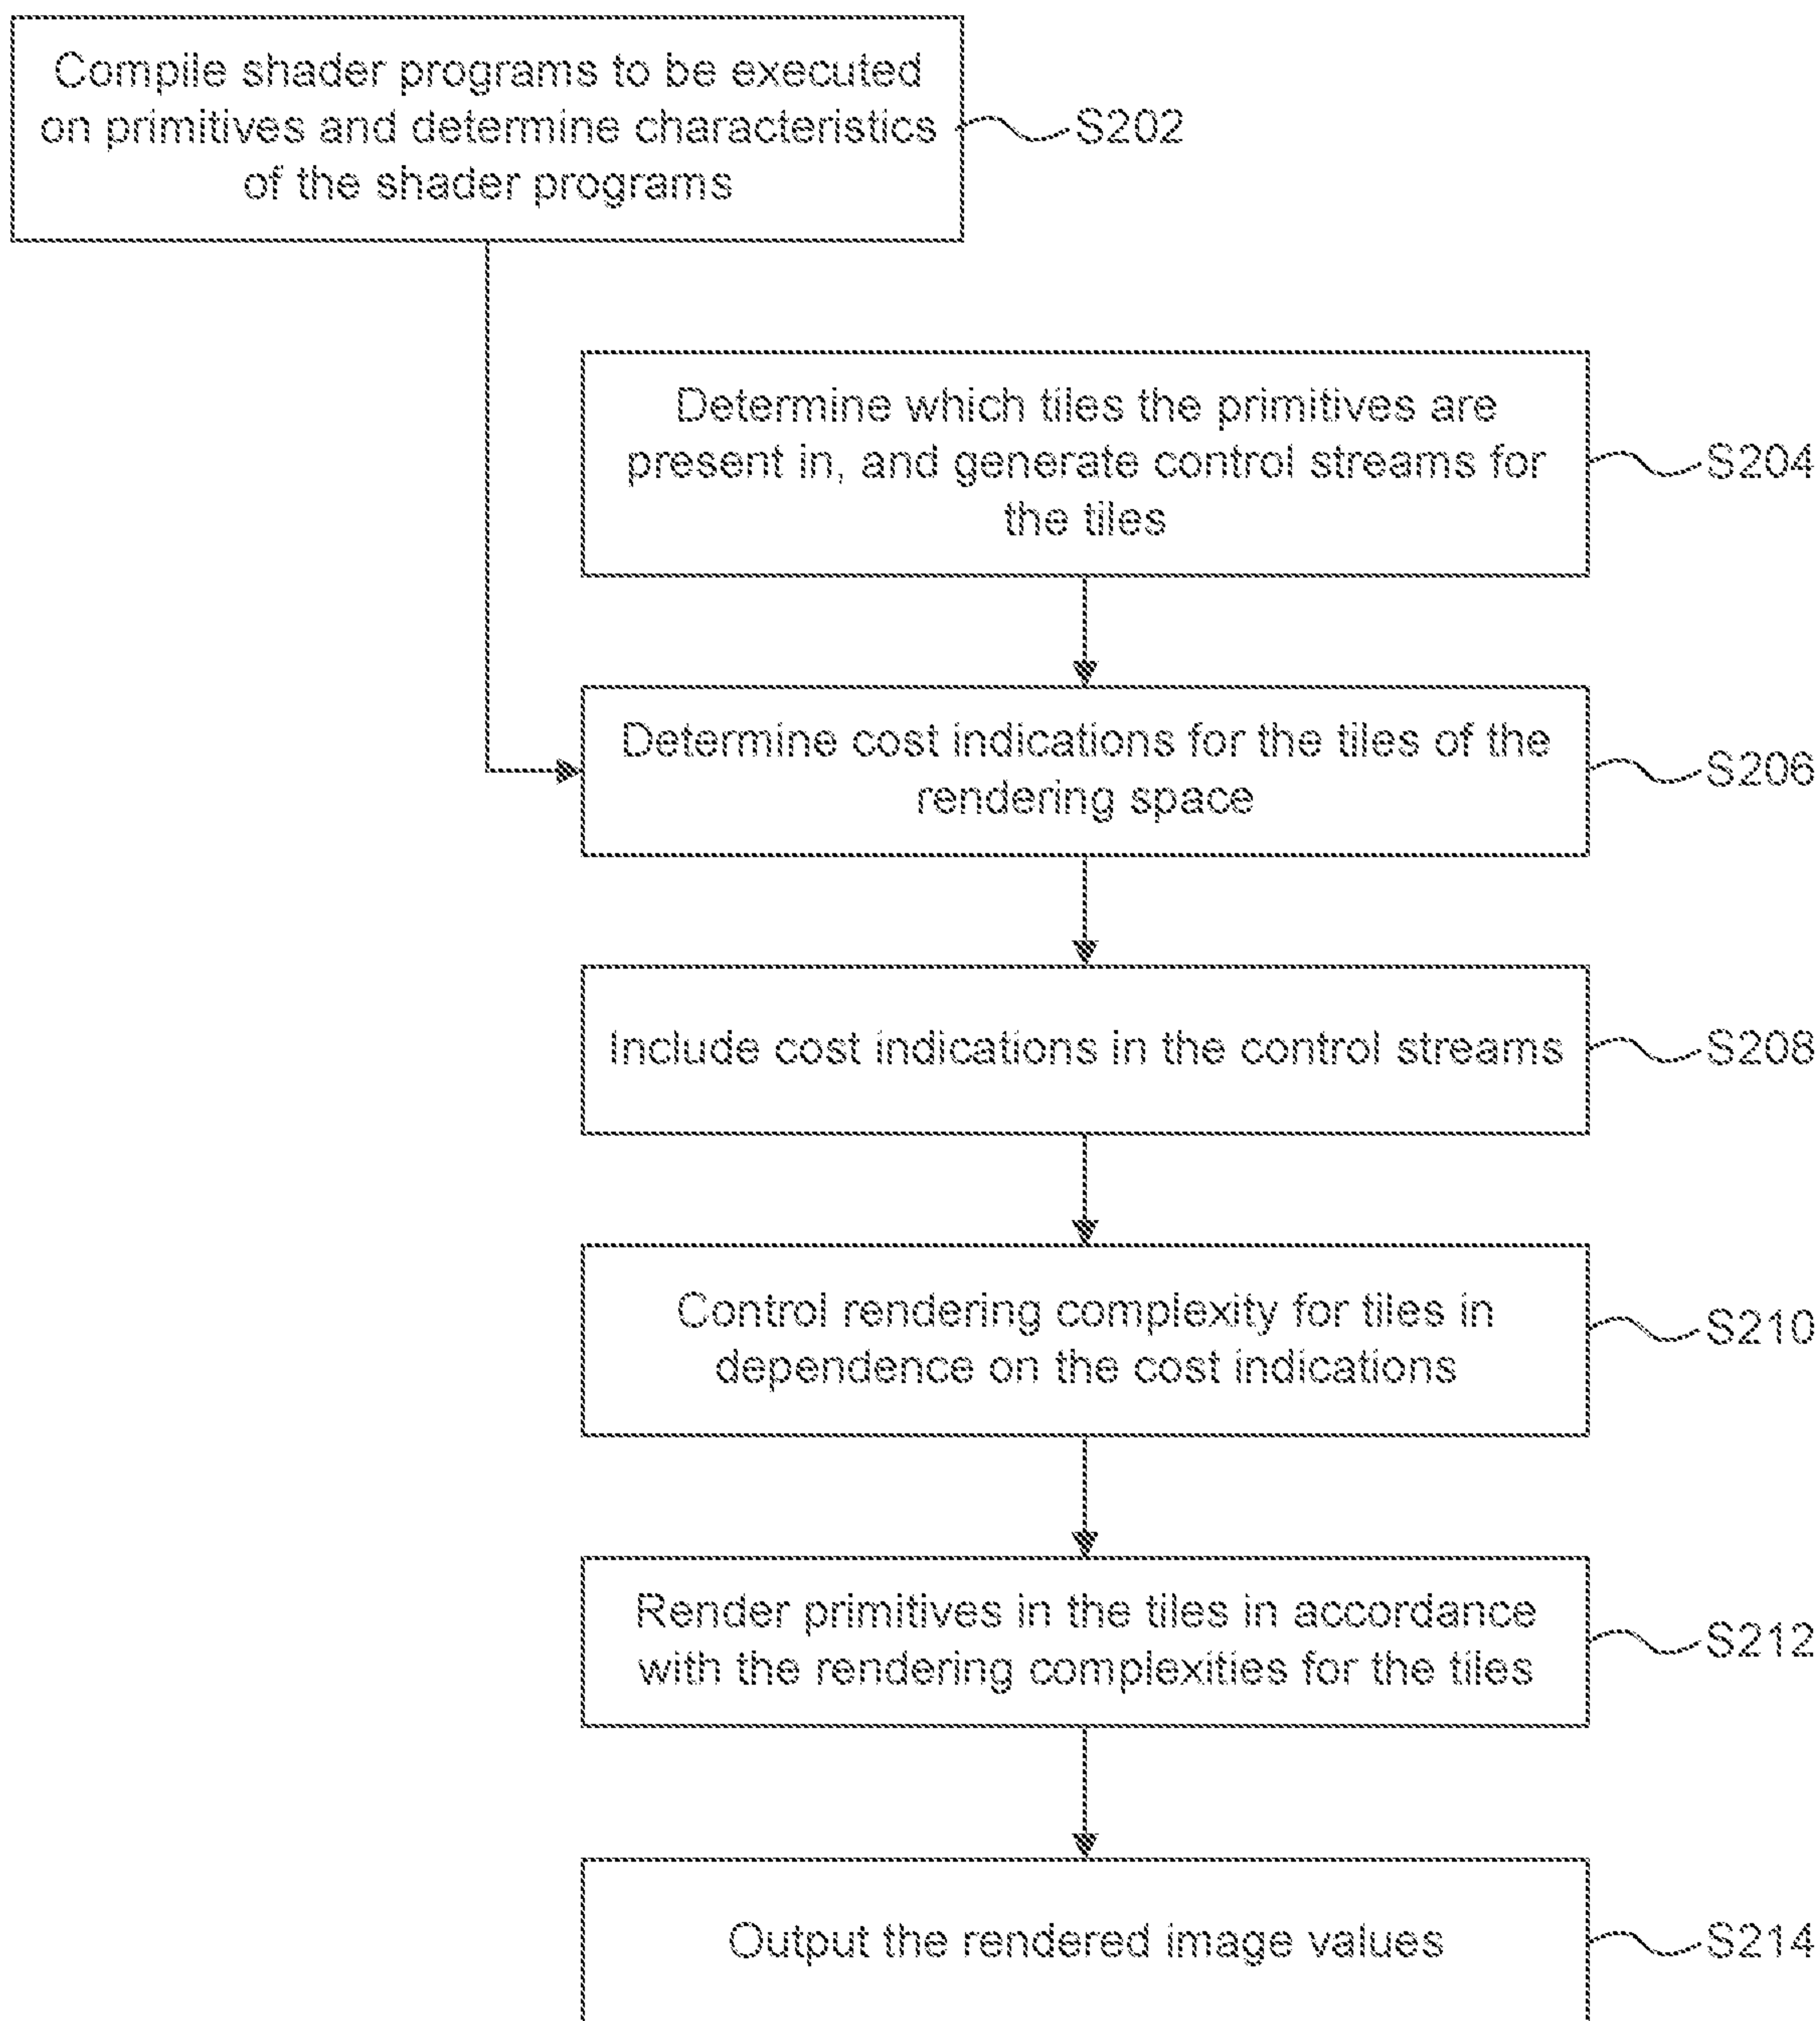 Compile shader programs to be executed
on primitives and determine characteristics
of the shader programs
S202
Determine which tiles the primitives are
present in, and generate control streams for
the tiles
S204
Determine cost indications for the tiles of the
rendering space
S206
Include cost indications in the control streams
S208
Control rendering complexity for tiles in
dependence on the cost indications
S210
Render primitives in the tiles in accordance
with the rendering complexities for the tiles
S212
Output the rendered image values
S214